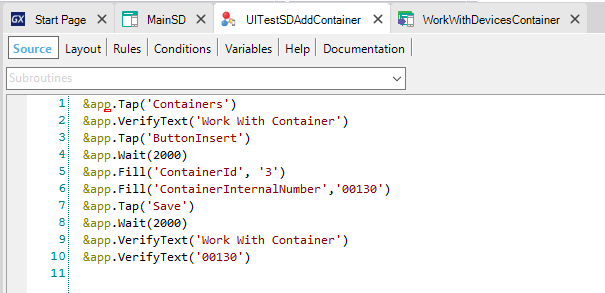 GX Start Page MainSD UITestSDAddContainer WorkWithDevicesContainer
Source Layout Rules Conditions Variables Help Documentation
Subroutines
1 &app.Tap('Containers')
2 &app.VerifyText('Work With Container')
3 &app.Tap('ButtonInsert')
4 &app.Wait(2000)
5 &app.Fill('ContainerId', '3')
6 &app.Fill('ContainerInternalNumber','00130')
7 &app.Tap('Save')
8 &app.Wait(2000)
9 &app.VerifyText('Work With Container')
10 &app.VerifyText('00130')
11